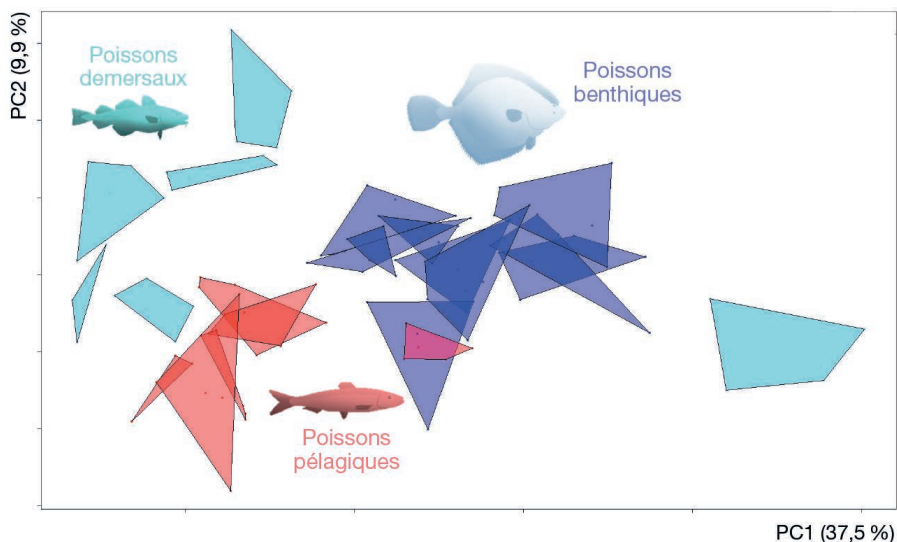 PC2 (9,9 %)
Poissons
demersaux
Poissons
benthiques
Poissons
pélagiques
PC1 (37,5 %)